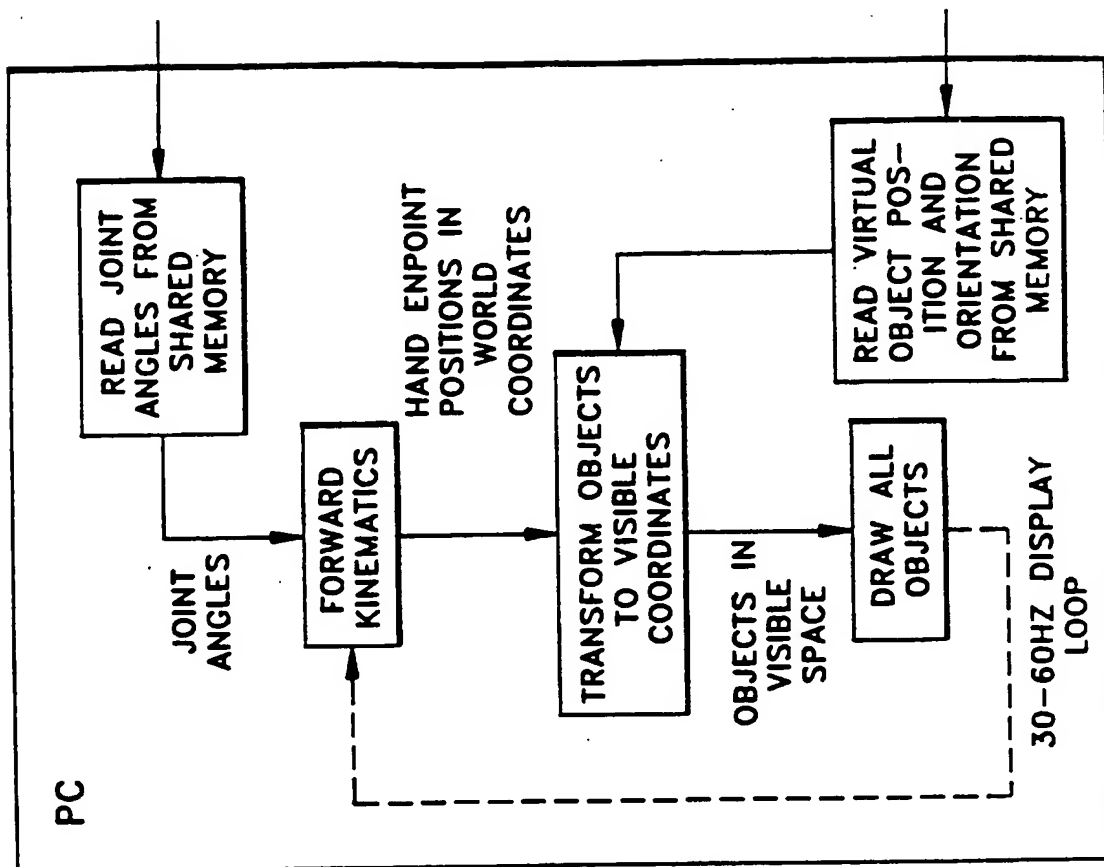 PC
READ JOINT
ANGLES FROM
SHARED
MEMORY
JOINT
ANGLES
FORWARD
KINEMATICS
HAND ENPOINT
POSITIONS IN
WORLD
COORDINATES
TRANSFORM OBJECTS
TO VISIBLE
COORDINATES
READ VIRTUAL
OBJECT POS-
ITION AND
ORIENTATION
FROM SHARED
MEMORY
OBJECTS IN
VISIBLE
SPACE
DRAW ALL
OBJECTS
30-60HZ DISPLAY
LOOP